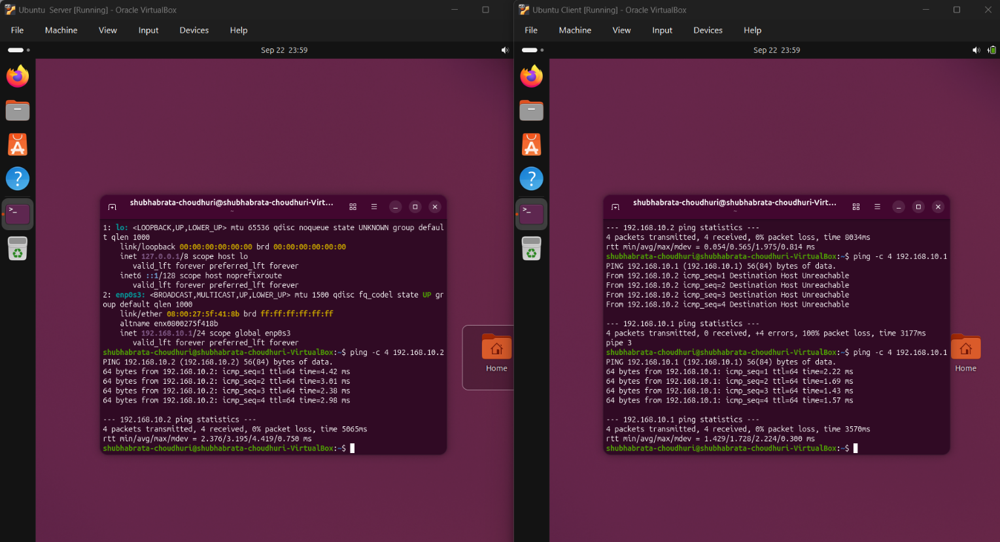 Ubuntu  Server [Running] - Oracle VirtualBox
File Machine View Input Devices Help
Sep 22 23:59
shubhabrata-choudhuri@shubhabrata-choudhuri-Virt...
~
1: lo: <LOOPBACK,UP,LOWER_UP> mtu 65536 qdisc noqueue state UNKNOWN group defaul
t qlen 1000
    link/loopback 00:00:00:00:00:00 brd 00:00:00:00:00:00
    inet 127.0.0.1/8 scope host lo
       valid_lft forever preferred_lft forever
    inet6 ::1/128 scope host noprefixroute
       valid_lft forever preferred_lft forever
2: enp0s3: <BROADCAST,MULTICAST,UP,LOWER_UP> mtu 1500 qdisc fq_codel state UP gr
oup default qlen 1000
    link/ether 08:00:27:5f:41:8b brd ff:ff:ff:ff:ff:ff
    altname enx0800275f418b
    inet 192.168.10.1/24 scope global enp0s3
       valid_lft forever preferred_lft forever
shubhabrata-choudhuri@shubhabrata-choudhuri-VirtualBox:~$ ping -c 4 192.168.10.2
PING 192.168.10.2 (192.168.10.2) 56(84) bytes of data.
64 bytes from 192.168.10.2: icmp_seq=1 ttl=64 time=4.42 ms
64 bytes from 192.168.10.2: icmp_seq=2 ttl=64 time=3.01 ms
64 bytes from 192.168.10.2: icmp_seq=3 ttl=64 time=2.38 ms
64 bytes from 192.168.10.2: icmp_seq=4 ttl=64 time=2.98 ms
--- 192.168.10.2 ping statistics ---
4 packets transmitted, 4 received, 0% packet loss, time 5065ms
rtt min/avg/max/mdev = 2.376/3.195/4.419/0.750 ms
shubhabrata-choudhuri@shubhabrata-choudhuri-VirtualBox:~$
Home
Ubuntu Client [Running] - Oracle VirtualBox
File Machine View Input Devices Help
Sep 22 23:59
shubhabrata-choudhuri@shubhabrata-choudhuri-Virt...
~
--- 192.168.10.2 ping statistics ---
4 packets transmitted, 4 received, 0% packet loss, time 8034ms
rtt min/avg/max/mdev = 0.054/0.565/1.975/0.814 ms
shubhabrata-choudhuri@shubhabrata-choudhuri-VirtualBox:~$ ping -c 4 192.168.10.1
PING 192.168.10.1 (192.168.10.1) 56(84) bytes of data.
From 192.168.10.2 icmp_seq=1 Destination Host Unreachable
From 192.168.10.2 icmp_seq=2 Destination Host Unreachable
From 192.168.10.2 icmp_seq=3 Destination Host Unreachable
From 192.168.10.2 icmp_seq=4 Destination Host Unreachable
--- 192.168.10.1 ping statistics ---
4 packets transmitted, 0 received, +4 errors, 100% packet loss, time 3177ms
pipe 3
shubhabrata-choudhuri@shubhabrata-choudhuri-VirtualBox:~$ ping -c 4 192.168.10.1
PING 192.168.10.1 (192.168.10.1) 56(84) bytes of data.
64 bytes from 192.168.10.1: icmp_seq=1 ttl=64 time=2.22 ms
64 bytes from 192.168.10.1: icmp_seq=2 ttl=64 time=1.69 ms
64 bytes from 192.168.10.1: icmp_seq=3 ttl=64 time=1.43 ms
64 bytes from 192.168.10.1: icmp_seq=4 ttl=64 time=1.57 ms
--- 192.168.10.1 ping statistics ---
4 packets transmitted, 4 received, 0% packet loss, time 3570ms
rtt min/avg/max/mdev = 1.429/1.728/2.224/0.300 ms
shubhabrata-choudhuri@shubhabrata-choudhuri-VirtualBox:~$
Home